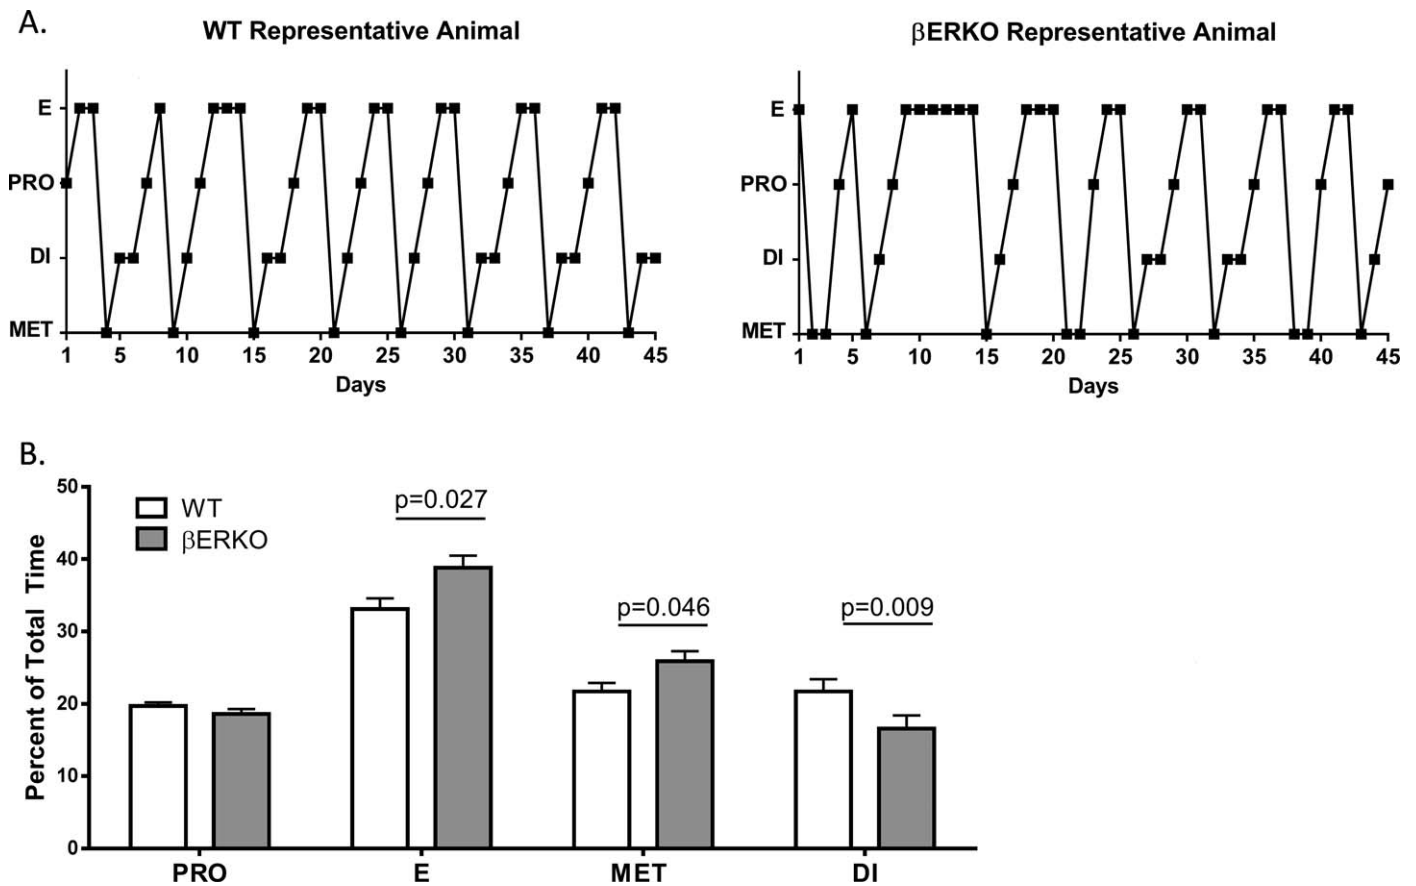 A.
WT Representative Animal
E
PRO
DI
MET
1 5 10 15 20 25 30 35 40 45
Days
βERKO Representative Animal
E
PRO
DI
MET
1 5 10 15 20 25 30 35 40 45
Days
B.
Percent of Total Time
50
40
30
20
10
0
WT
βERKO
p=0.027
p=0.046
p=0.009
PRO E MET DI